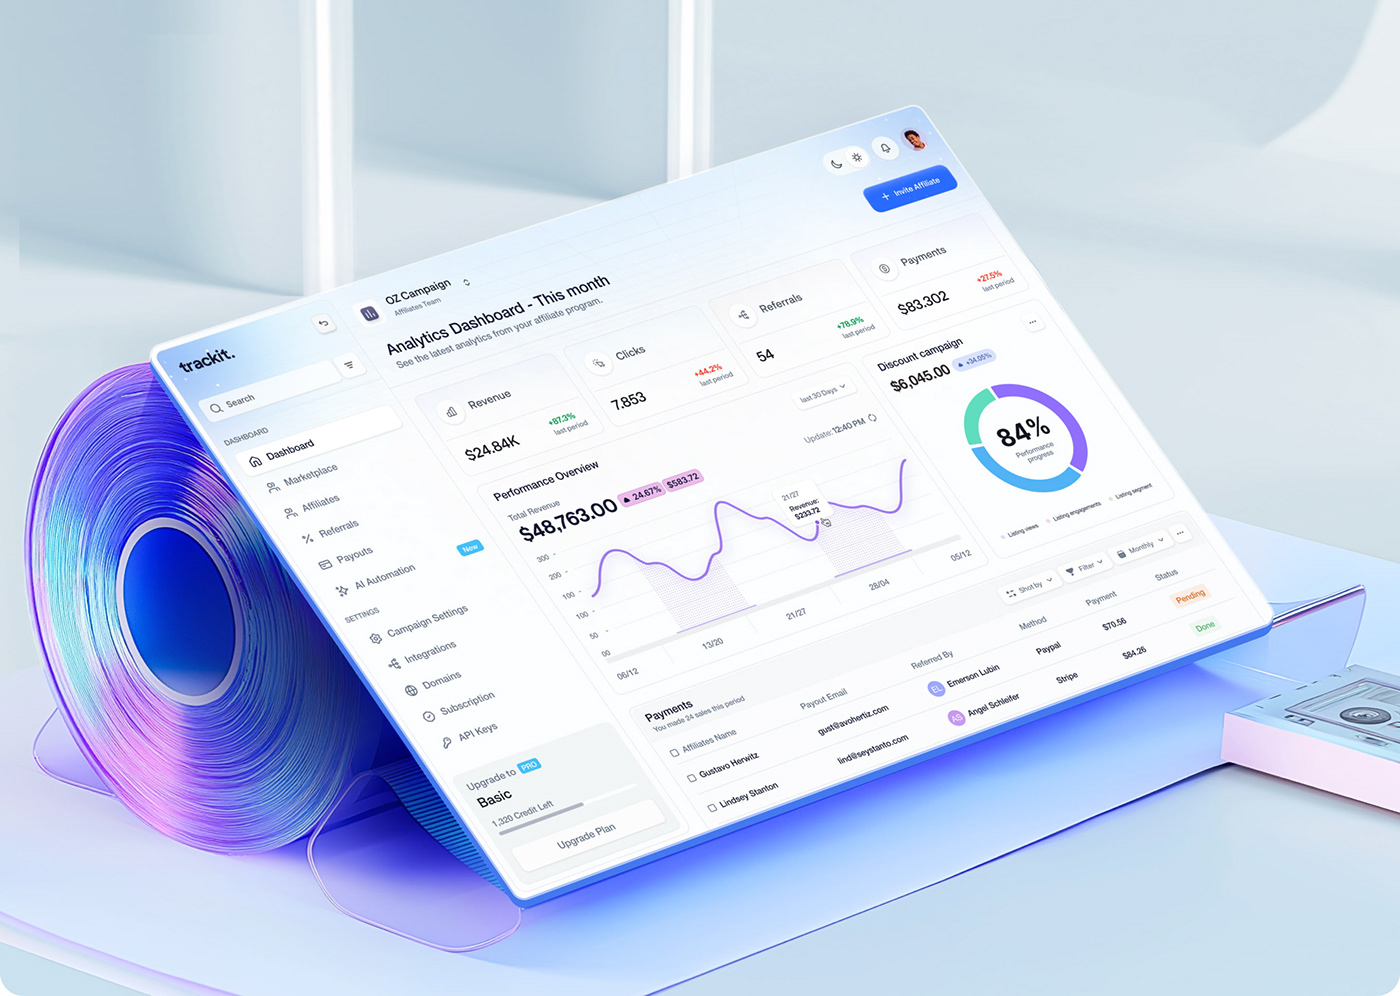 trackit.
Search
DASHBOARD
Dashboard
Marketplace
Affiliates
Referrals
Payouts
AI Automation
New
SETTINGS
Campaign Settings
Integrations
Domains
Subscription
API Keys
Upgrade to PRO
Basic
1,320 Credit Left
Upgrade Plan
OZ Campaign
Affiliates Team
Invite Affiliate
Analytics Dashboard - This month
See the latest analytics from your affiliate program.
Revenue
$24.84K
+87.3%
last period
Clicks
7.853
+44.2%
last period
Referrals
54
+78.9%
last period
Payments
$83.302
+27.5%
last period
Performance Overview
last 30 Days
Total Revenue
$48,763.00
24.67%
$583.72
Update: 12:40 PM
300
200
100
100
50
00
21/27
Revenue:
$233.72
06/12
13/20
21/27
28/04
05/12
Discount campaign
$6,045.00
+34.05%
84%
Performance
progress
Listing views
Listing engagements
Listing segment
Payments
You made 24 sales this period
Shot by
Filter
Monthly
Affiliates Name
Payout Email
Referred By
Method
Payment
Status
Gustavo Herwitz
gust@avohertiz.com
EL
Emerson Lubin
Paypal
$70.56
Pending
Lindsey Stanton
lind@seystanto.com
AS
Angel Schleifer
Stripe
$84.26
Done